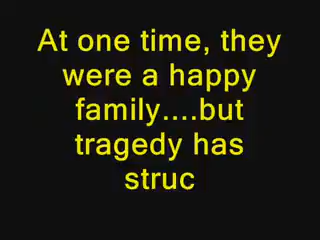 At one time, they
were a happy
family....but
tragedy has
struc